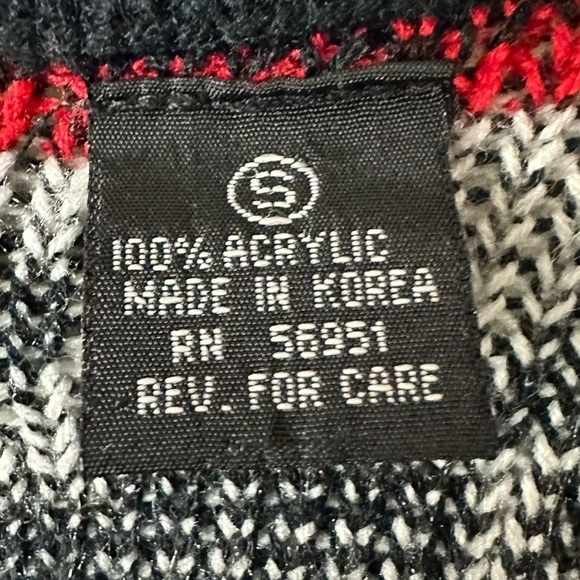 S
100% ACRYLIC
MADE IN KOREA
RN 56951
REV. FOR CARE